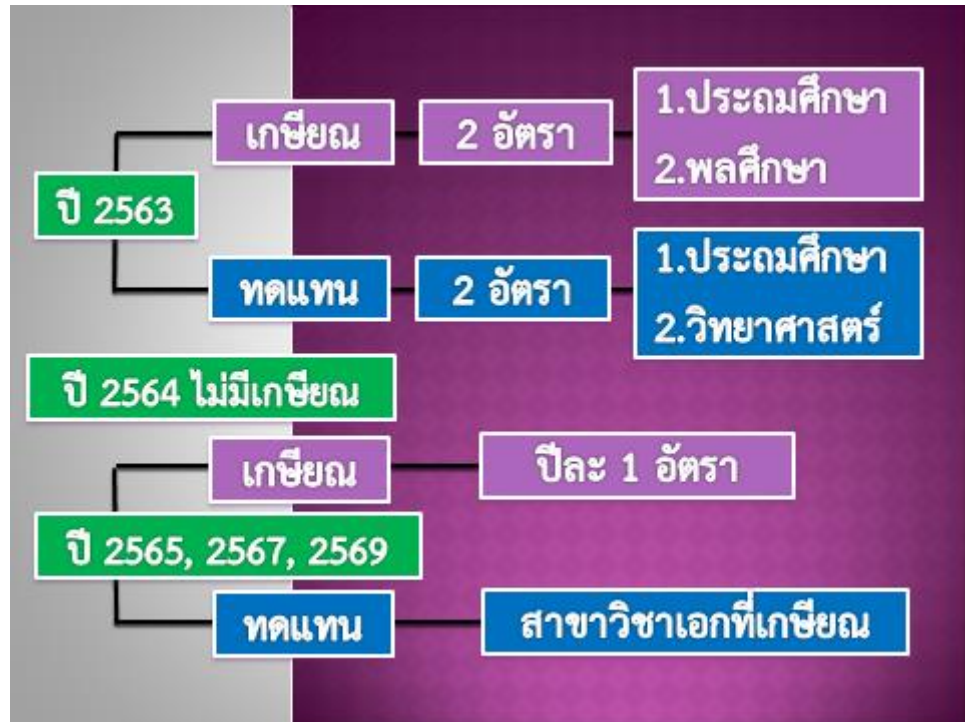 ปี 2563
เกษียณ
2 อัตรา
1.ประถมศึกษา
2.พลศึกษา
ทดแทน
2 อัตรา
1.ประถมศึกษา
2.วิทยาศาสตร์
ปี 2564 ไม่มีเกษียณ
ปี 2565, 2567, 2569
เกษียณ
ปีละ 1 อัตรา
ทดแทน
สาขาวิชาเอกที่เกษียณ